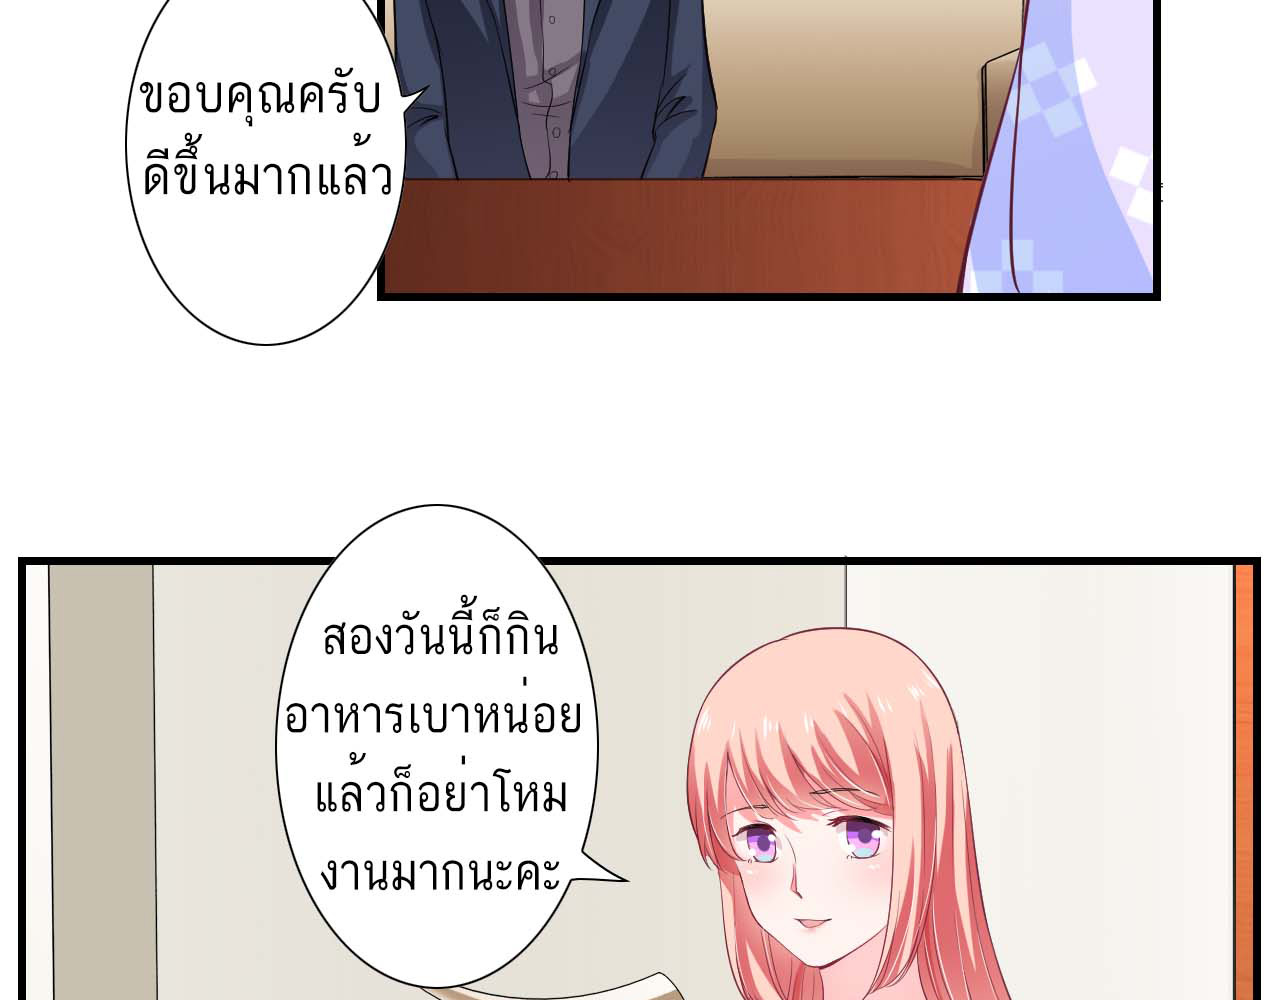 ขอบคุณครับ
ดีขึ้นมากแล้ว
สองวันนี้ก็กิน
อาหารเบาหน่อย
แล้วก็อย่าโหม
งานมากนะคะ